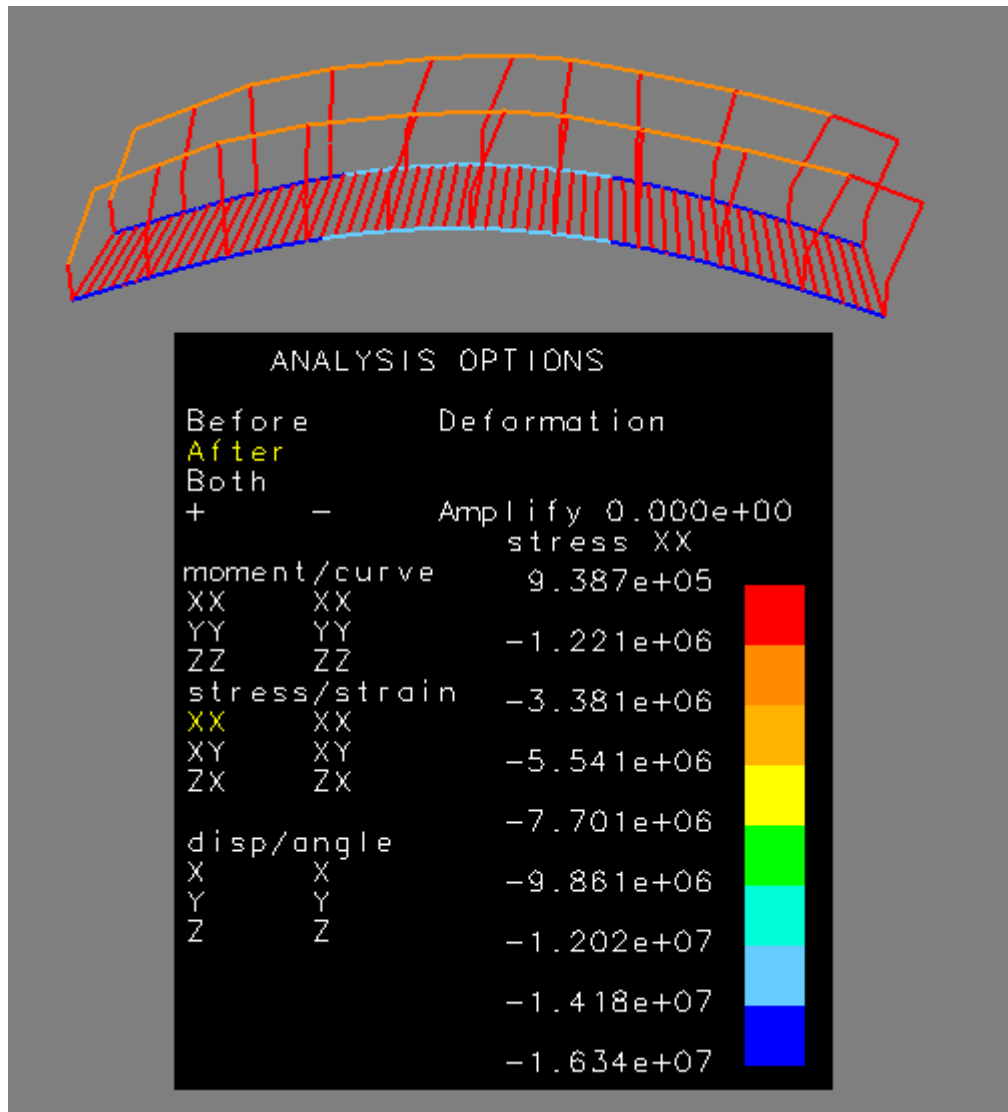 ANALYSIS OPTIONS
Before Deformation
After
Both
+ - Amplify 0.000e+00
stress XX
moment/curve 9.387e+05
XX XX
YY YY -1.221e+06
ZZ ZZ
stress/strain -3.381e+06
XX XX
XY XY -5.541e+06
ZX ZX
-7.701e+06
disp/angle
X X -9.861e+06
Y Y
Z Z -1.202e+07
-1.418e+07
-1.634e+07